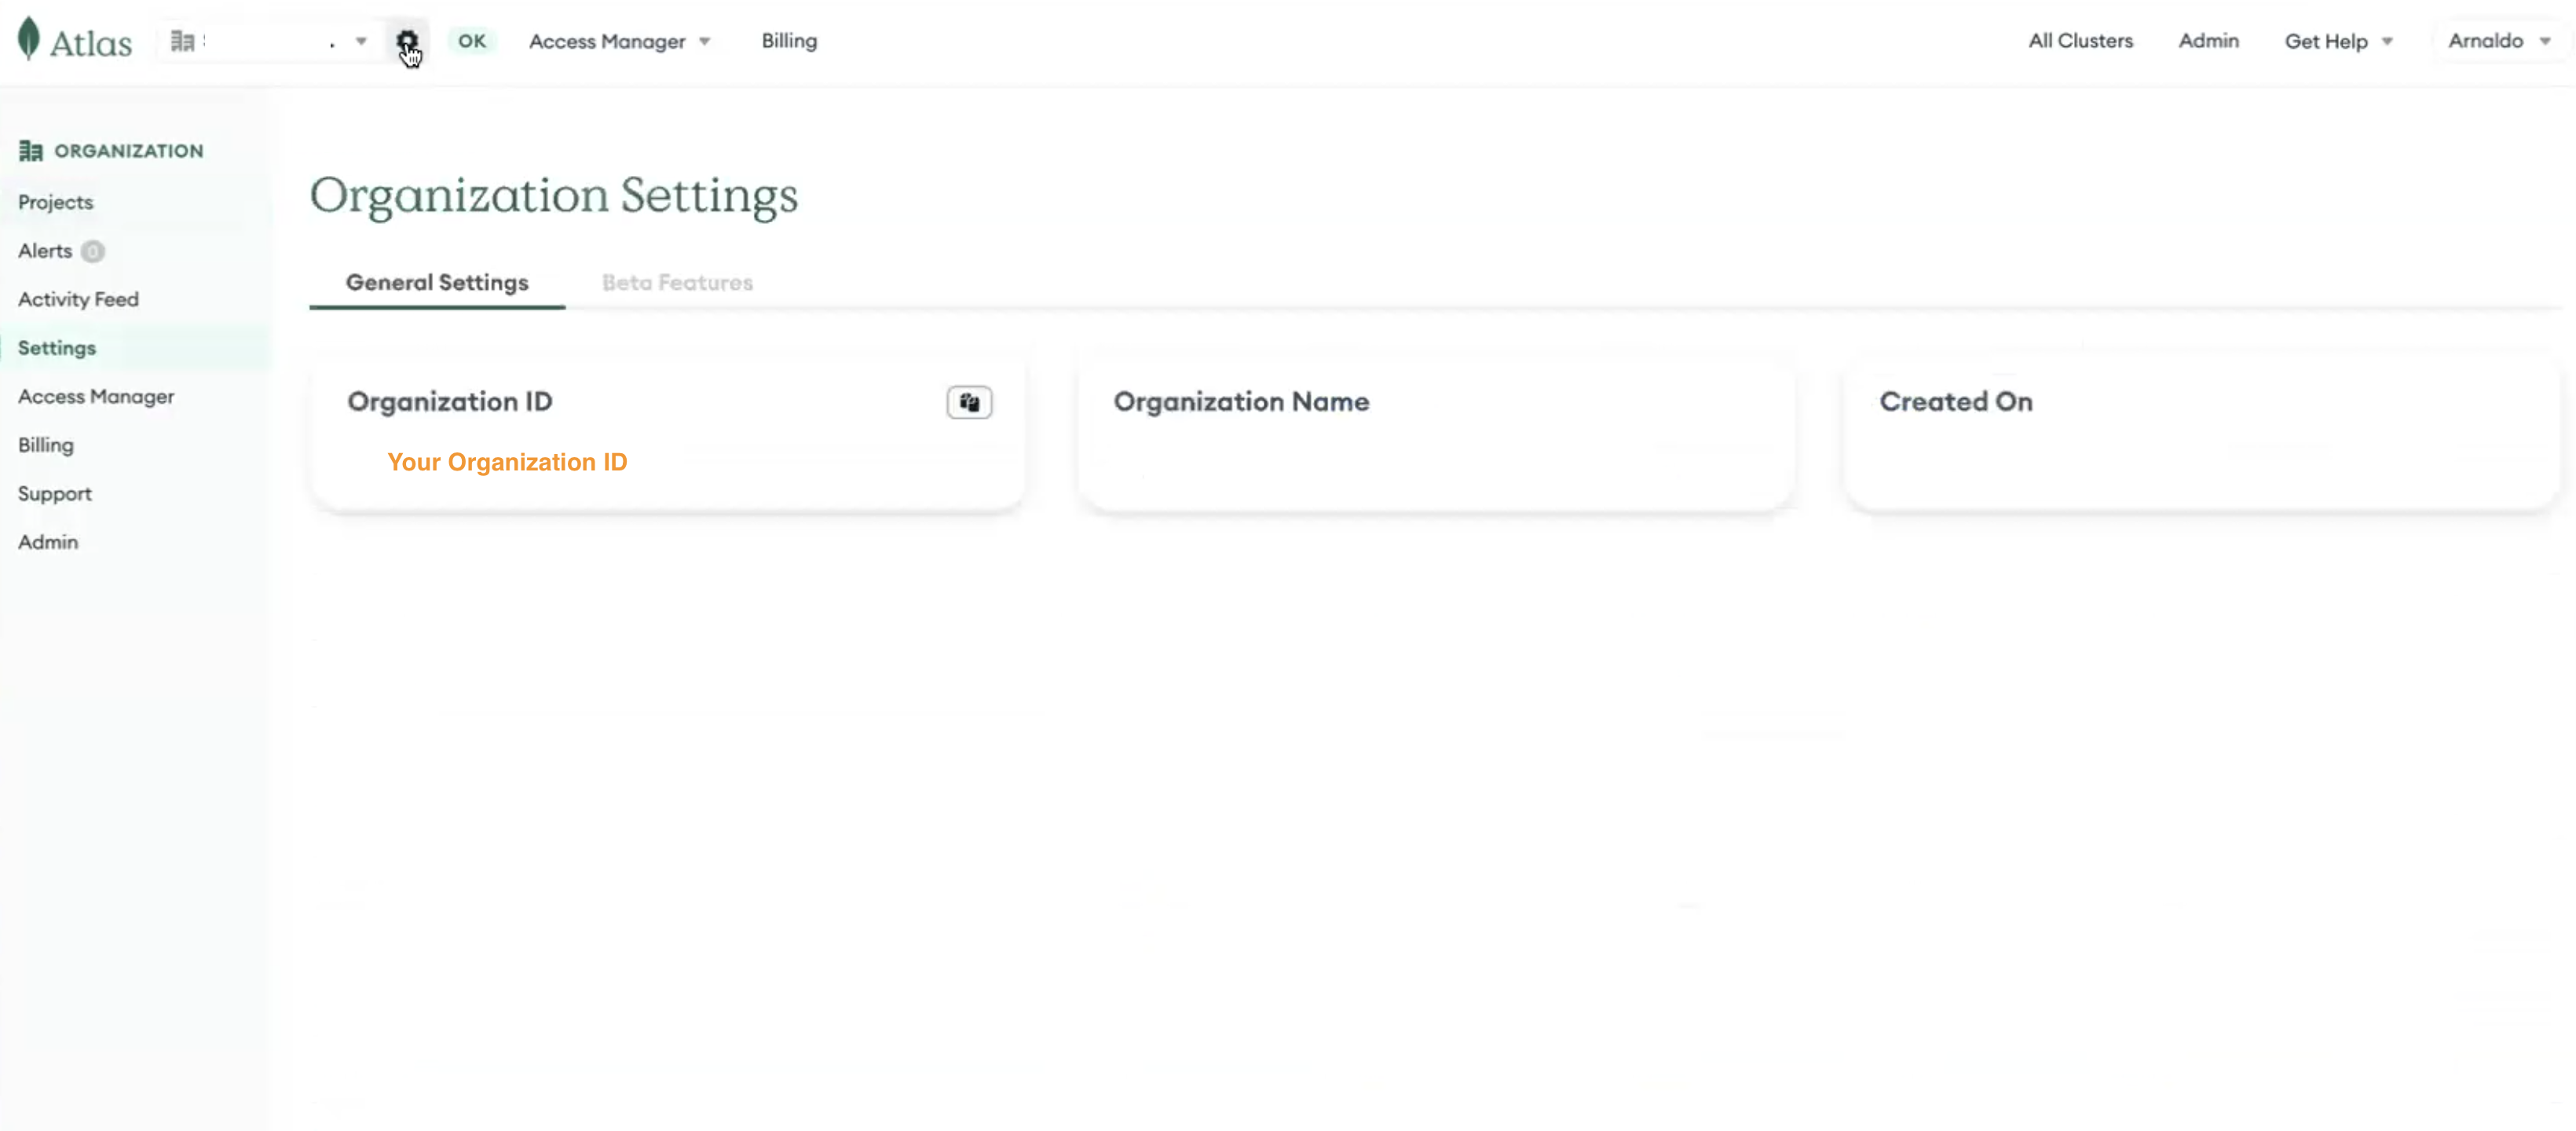 Atlas
OK
Access Manager
Billing
All Clusters
Admin
Get Help
Arnaldo
ORGANIZATION
Projects
Alerts 0
Activity Feed
Settings
Access Manager
Billing
Support
Admin
Organization Settings
General Settings
Beta Features
Organization ID
Your Organization ID
Organization Name
Created On